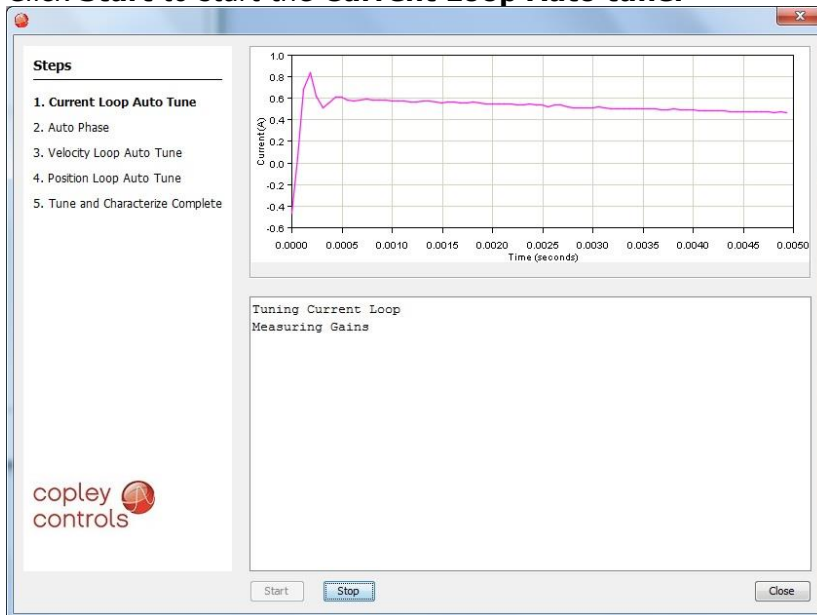 Click Start to start the Current Loop Auto tune.
Steps
1. Current Loop Auto Tune
2. Auto Phase
3. Velocity Loop Auto Tune
4. Position Loop Auto Tune
5. Tune and Characterize Complete
copley
controls
Current(A)
1.0
0.8
0.6
0.4
0.2
0.0
-0.2
-0.4
-0.6
0.0000 0.0005 0.0010 0.0015 0.0020 0.0025 0.0030 0.0035 0.0040 0.0045 0.0050
Time (seconds)
Tuning Current Loop
Measuring Gains
Start Stop Close